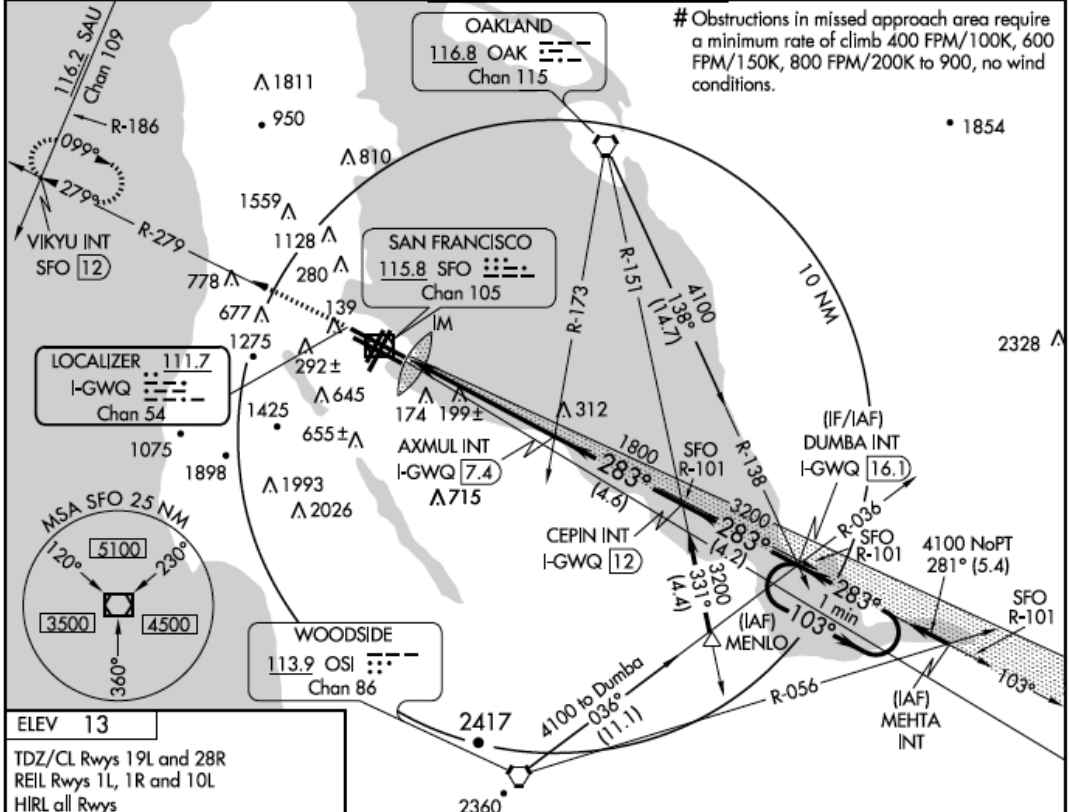 OAKLAND
116.8 OAK
Chan 115
# Obstructions in missed approach area require
a minimum rate of climb 400 FPM/100K, 600
FPM/150K, 800 FPM/200K to 900, no wind
conditions.
116.2 SAU
Chan 109
R-186
1811
950
1854
099°
279°
810
VIKYU INT
SFO 12
R-279
1559
1128
280
778
677
139
SAN FRANCISCO
115.8 SFO
Chan 105
IM
R-173
R-151
4100
138°
(14.7)
10 NM
2328
LOCALIZER 111.7
I-GWQ
Chan 54
1275
292±
645
1425
655±
1075
1898
174
199±
312
AXMUL INT
I-GWQ 7.4
715
1993
2026
1800
283°
(4.6)
SFO
R-101
R-138
(IF/IAF)
DUMBA INT
I-GWQ 16.1
CEPIN INT
I-GWQ 12
3200
283°
(4.2)
R-036
SFO
R-101
4100 NoPT
281° (5.4)
SFO
R-101
3200
331°
(4.4)
283°
1 min
103°
103°
(IAF)
MENLO
(IAF)
MEHTA
INT
MSA SFO 25 NM
5100
120°
230°
3500
4500
360°
WOODSIDE
113.9 OSI
Chan 86
4100 to Dumba
036°
(11.1)
R-056
2417
2360
ELEV 13
TDZ/CL Rwys 19L and 28R
REIL Rwys 1L, 1R and 10L
HIRL all Rwys